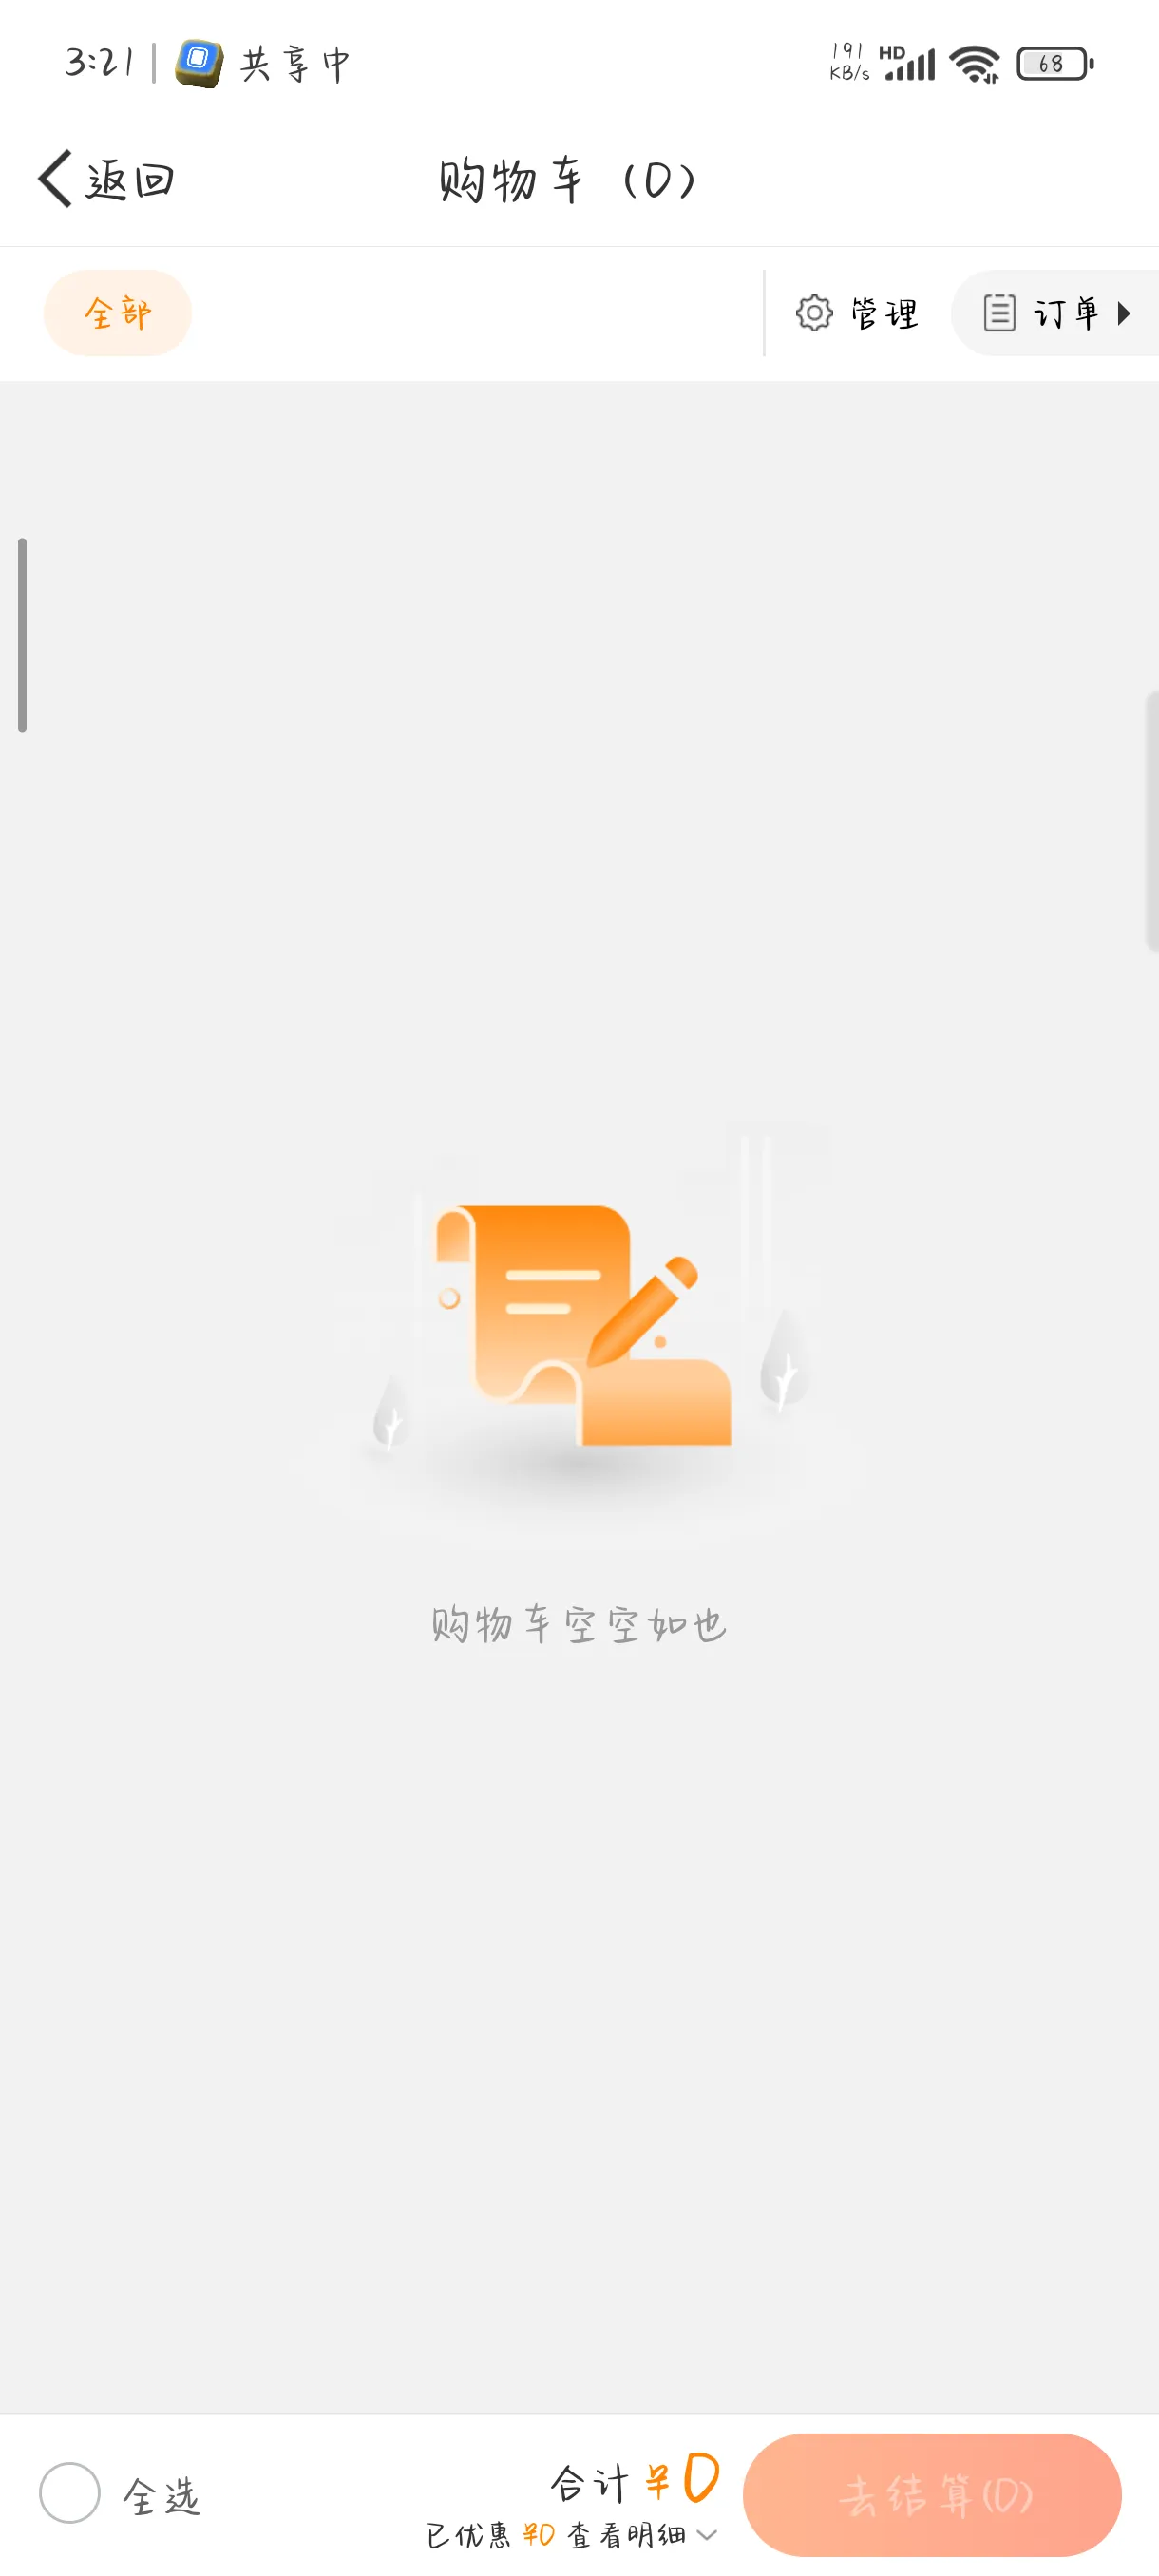 3:21 共享中 191 KB/s HD 68
返回 购物车（0）
全部 管理 订单
购物车空空如也
全选 合计 ¥0 去结算(0)
已优惠 ¥0 查看明细